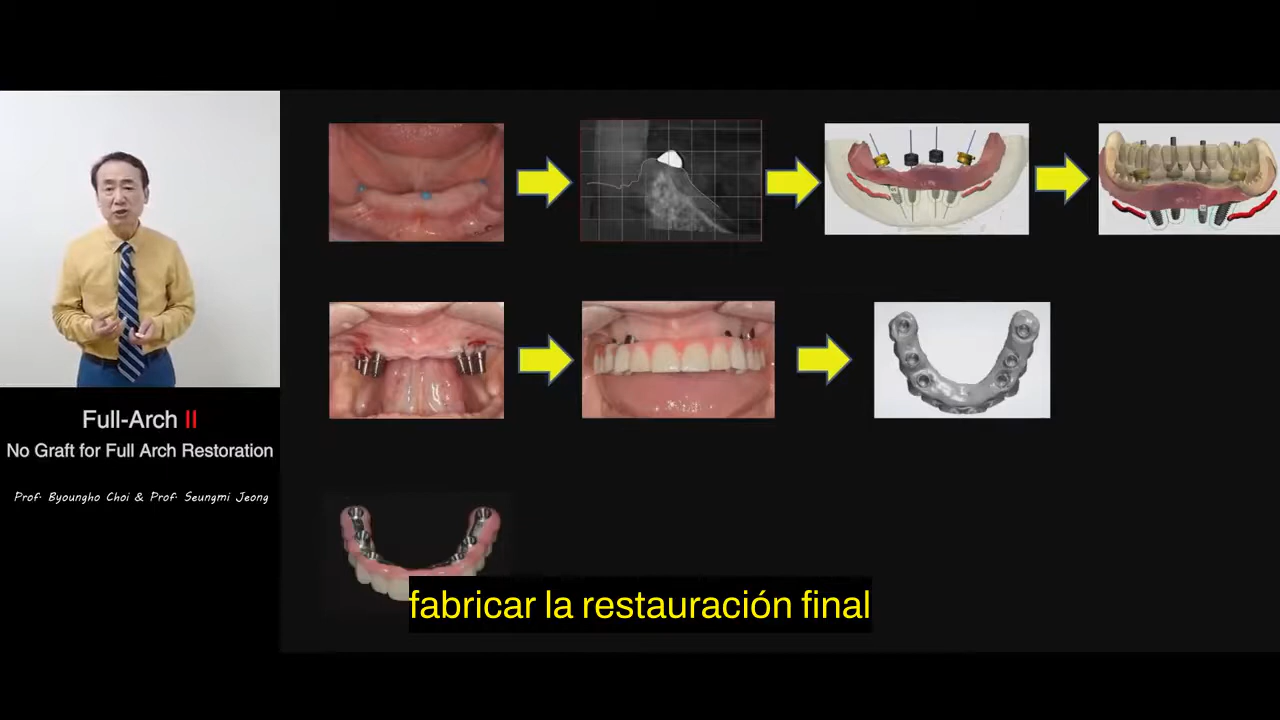 Full-Arch II
No Graft for Full Arch Restoration
Prof. Byoungho Choi & Prof. Seungmi Jeong
fabricar la restauración final